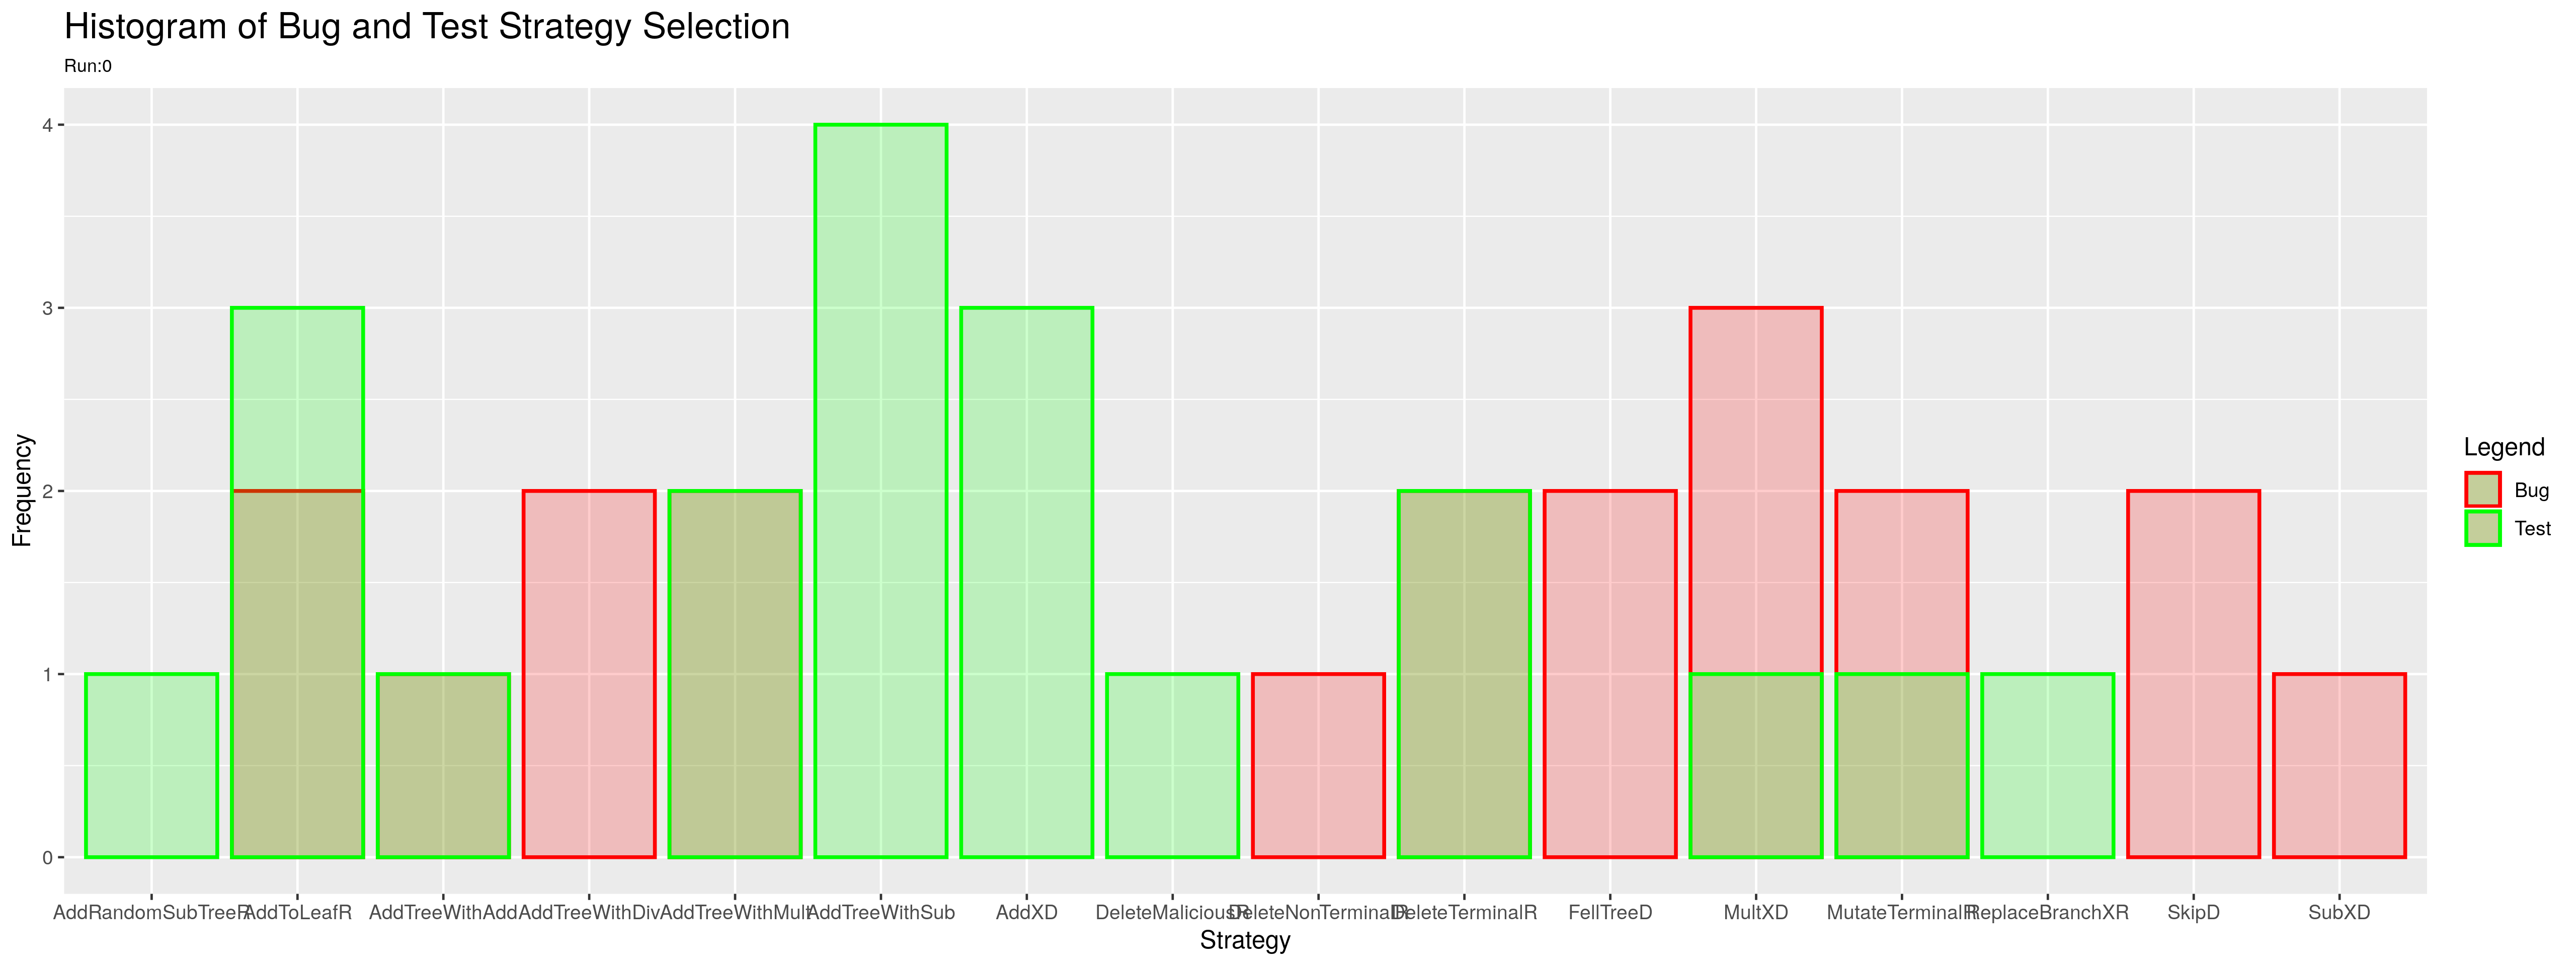 Histogram of Bug and Test Strategy Selection
Run:0
Frequency
4
3
2
1
0
AddRandomSubTreeR AddToLeafR AddTreeWithAdd AddTreeWithDiv AddTreeWithMult AddTreeWithSub AddXD DeleteMaliciousR DeleteNonTerminalR DeleteTerminalR FellTreeD MultXD MutateTerminalR ReplaceBranchXR SkipD SubXD
Strategy
Legend
Bug
Test